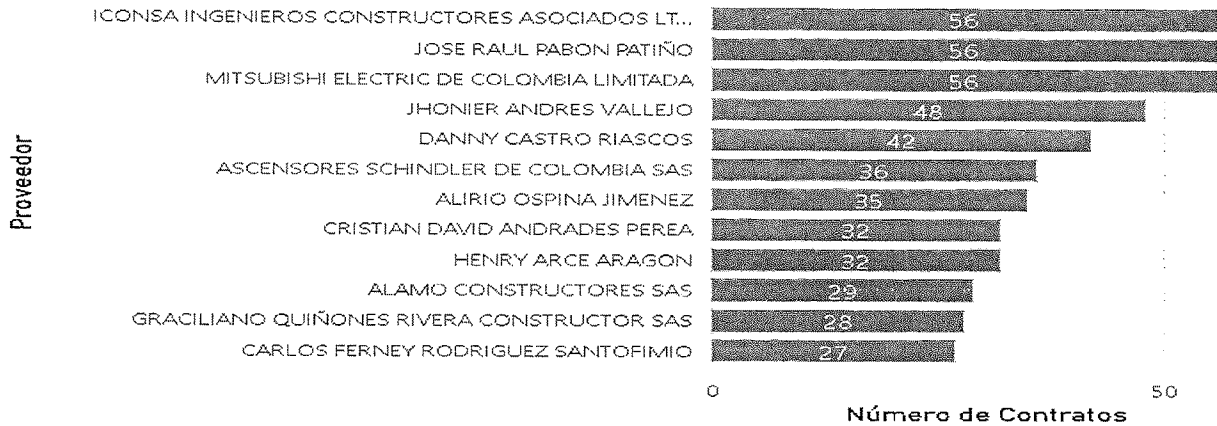 Proveedor
ICONSA INGENIEROS CONSTRUCTORES ASOCIADOS LT... 56
JOSE RAUL PABON PATIÑO 56
MITSUBISHI ELECTRIC DE COLOMBIA LIMITADA 56
JHONIER ANDRES VALLEJO 48
DANNY CASTRO RIASCOS 42
ASCENSORES SCHINDLER DE COLOMBIA SAS 36
ALIRIO OSPINA JIMENEZ 35
CRISTIAN DAVID ANDRADES PEREA 32
HENRY ARCE ARAGON 32
ALAMO CONSTRUCTORES SAS 29
GRACILIANO QUIÑONES RIVERA CONSTRUCTOR SAS 28
CARLOS FERNEY RODRIGUEZ SANTOFIMIO 27
0 50
Número de Contratos